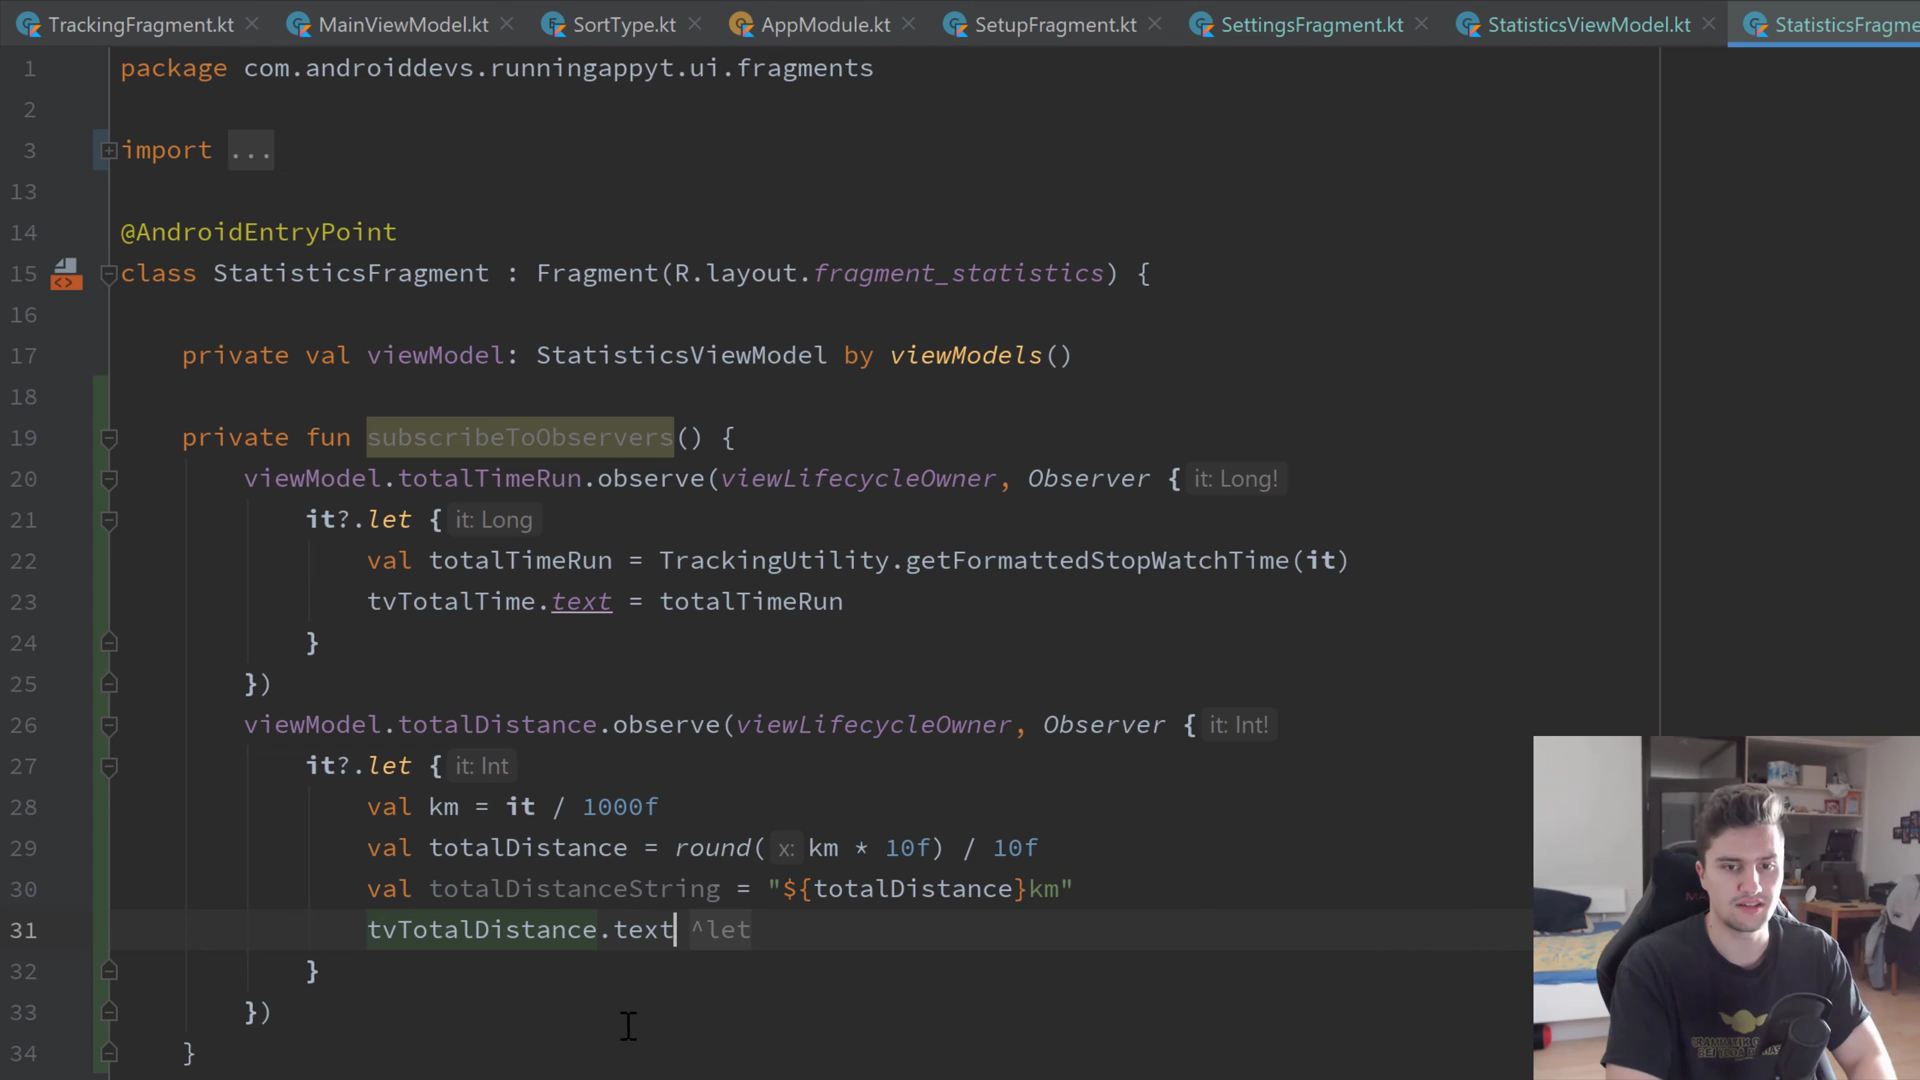 TrackingFragment.kt MainViewModel.kt SortType.kt AppModule.kt SetupFragment.kt SettingsFragment.kt StatisticsViewModel.kt StatisticsFragme
1 package com.androiddevs.runningappyt.ui.fragments
2
3 import ...
13
14 @AndroidEntryPoint
15 class StatisticsFragment : Fragment(R.layout.fragment_statistics) {
16
17 private val viewModel: StatisticsViewModel by viewModels()
18
19 private fun subscribeToObservers() {
20 viewModel.totalTimeRun.observe(viewLifecycleOwner, Observer { it: Long!
21 it?.let { it: Long
22 val totalTimeRun = TrackingUtility.getFormattedStopWatchTime(it)
23 tvTotalTime.text = totalTimeRun
24 }
25 })
26 viewModel.totalDistance.observe(viewLifecycleOwner, Observer { it: Int!
27 it?.let { it: Int
28 val km = it / 1000f
29 val totalDistance = round( x: km * 10f) / 10f
30 val totalDistanceString = "${totalDistance}km"
31 tvTotalDistance.text ^let
32 }
33 })
34 }